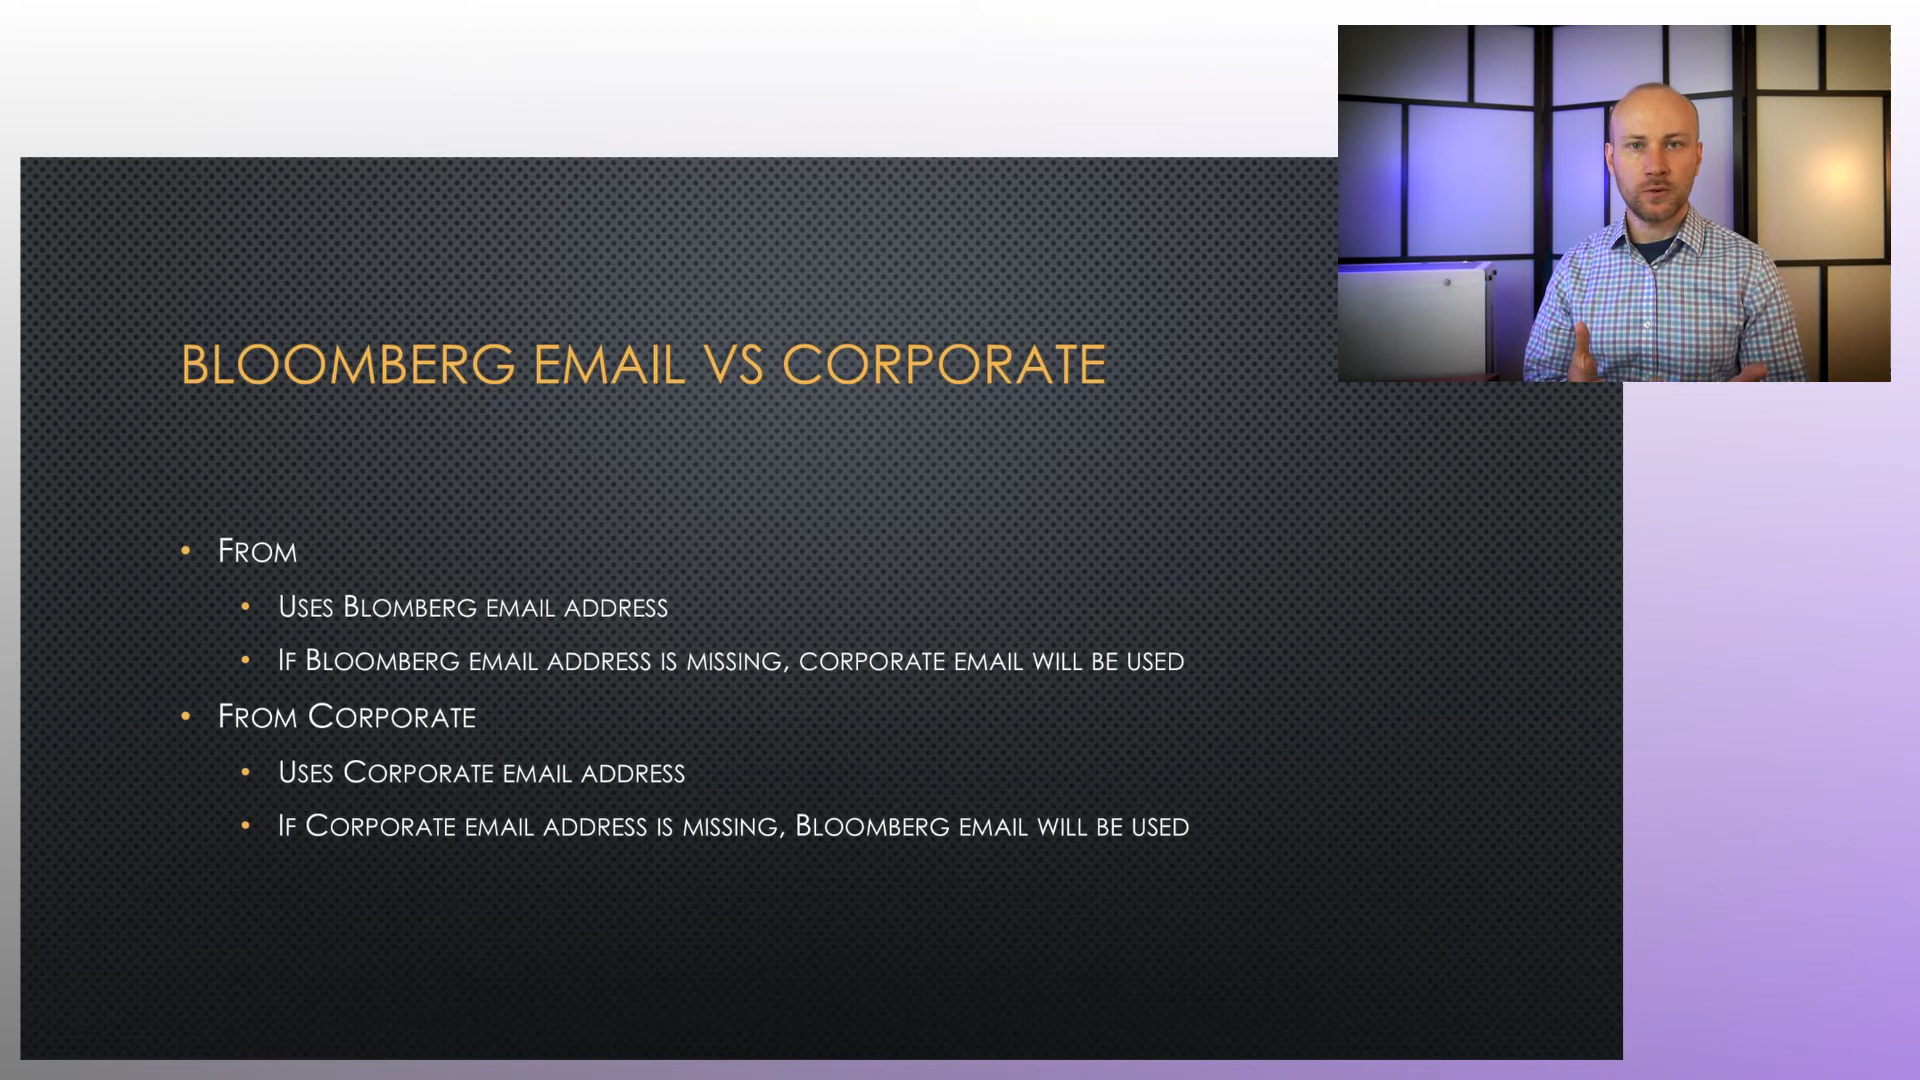 BLOOMBERG EMAIL VS CORPORATE
• FROM
• USES BLOMBERG EMAIL ADDRESS
• IF BLOOMBERG EMAIL ADDRESS IS MISSING, CORPORATE EMAIL WILL BE USED
• FROM CORPORATE
• USES CORPORATE EMAIL ADDRESS
• IF CORPORATE EMAIL ADDRESS IS MISSING, BLOOMBERG EMAIL WILL BE USED